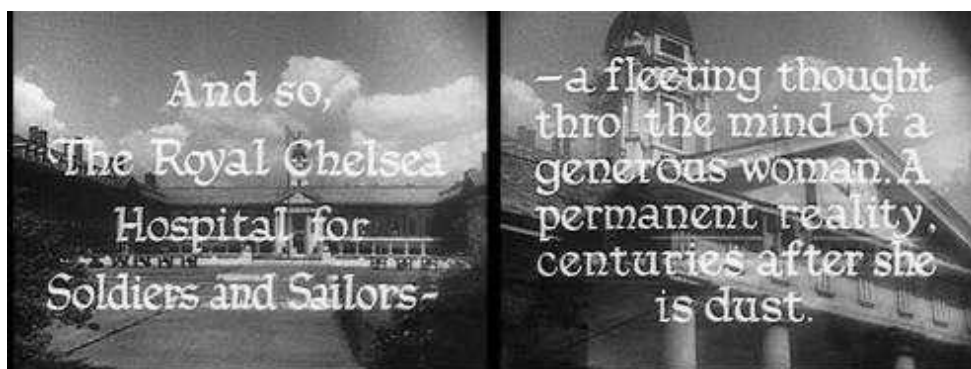 And so,
The Royal Chelsea
Hospital for
Soldiers and Sailors-
-a fleeting thought
thro' the mind of a
generous woman. A
permanent reality,
centuries after she
is dust.